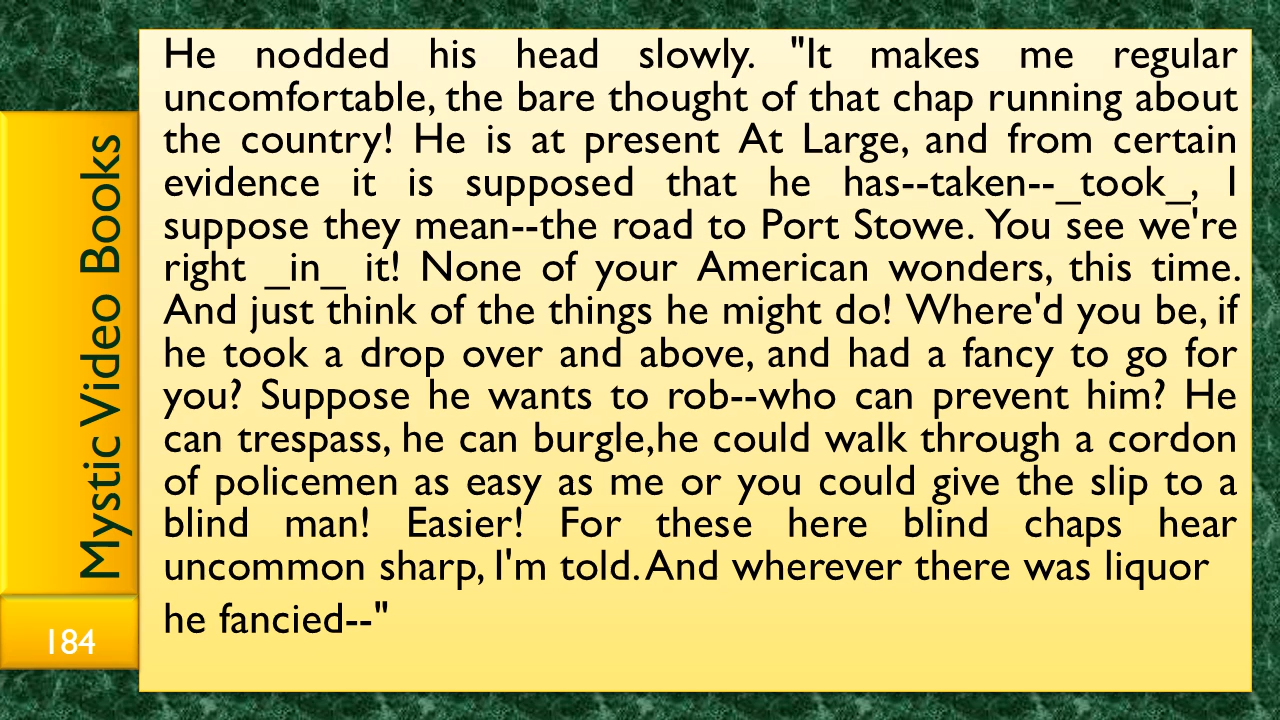 He nodded his head slowly. "It makes me regular
uncomfortable, the bare thought of that chap running about
the country! He is at present At Large, and from certain
evidence it is supposed that he has--taken--_took_, I
suppose they mean--the road to Port Stowe. You see we're
right _in_ it! None of your American wonders, this time.
And just think of the things he might do! Where'd you be, if
he took a drop over and above, and had a fancy to go for
you? Suppose he wants to rob--who can prevent him? He
can trespass, he can burgle,he could walk through a cordon
of policemen as easy as me or you could give the slip to a
blind man! Easier! For these here blind chaps hear
uncommon sharp, I'm told. And wherever there was liquor
he fancied--"
Mystic Video Books
184